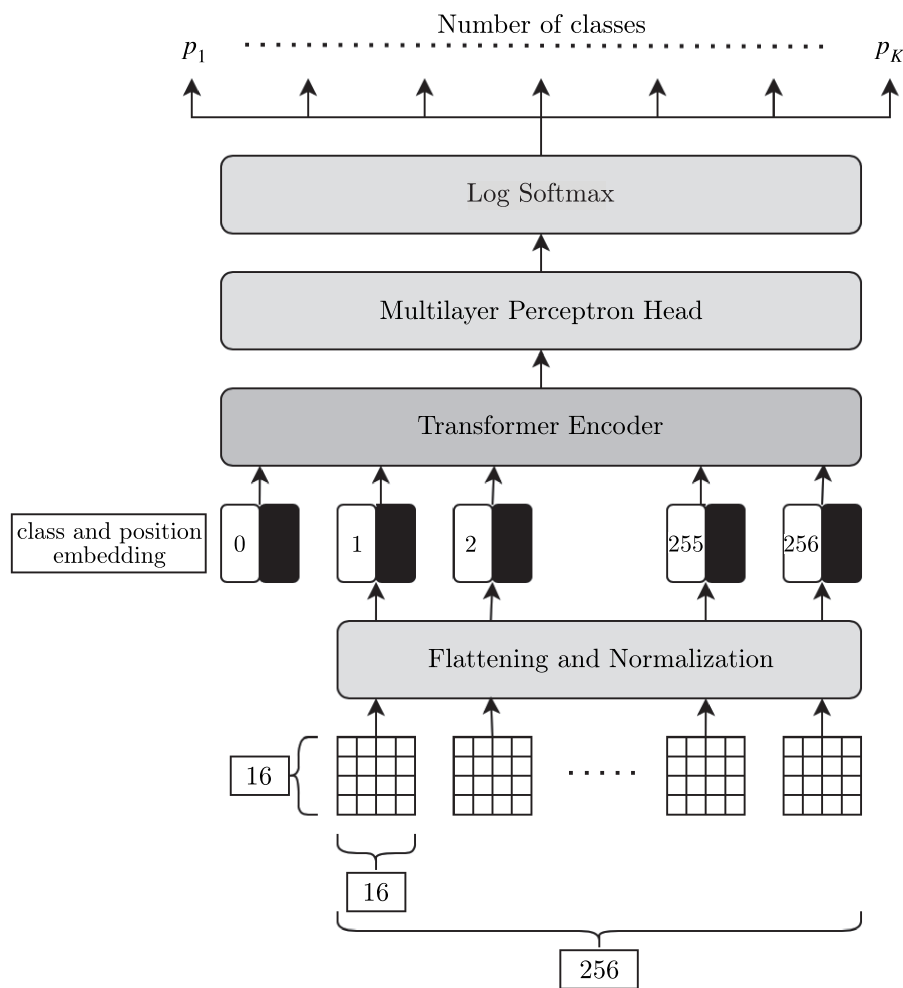 Number of classes
p1 pK
Log Softmax
Multilayer Perceptron Head
Transformer Encoder
class and position
embedding
0 1 2 255 256
Flattening and Normalization
16
16
256